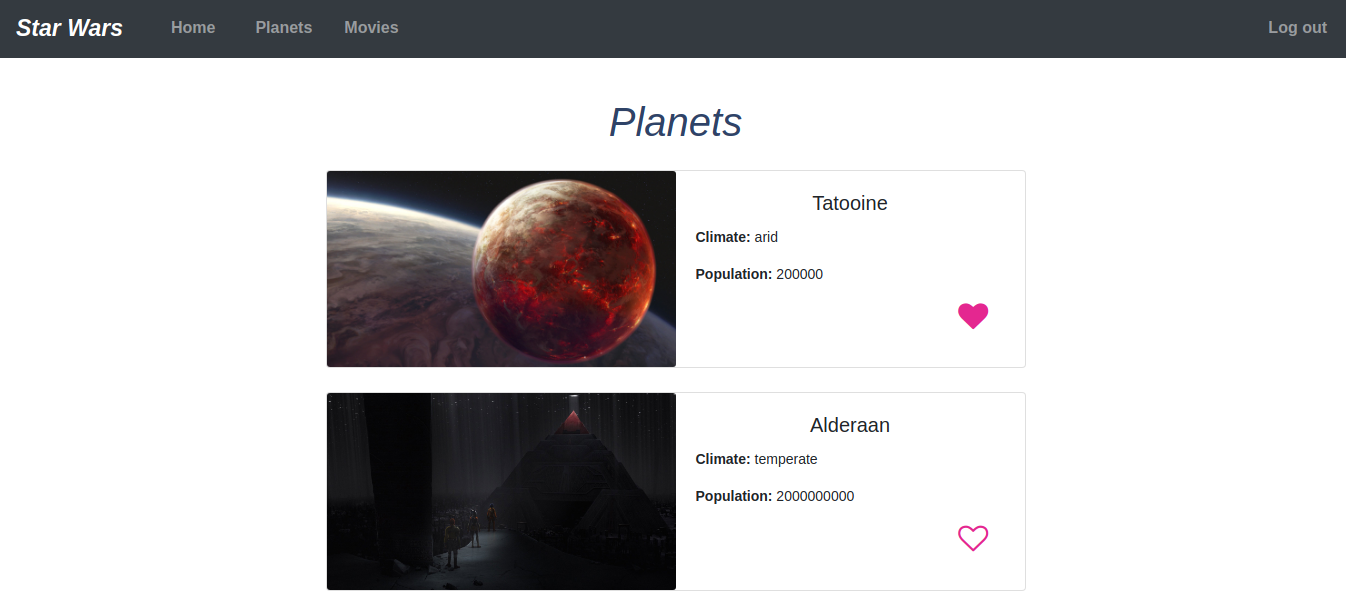 Star Wars Home Planets Movies Log out
Planets
Tatooine
Climate: arid
Population: 200000
Alderaan
Climate: temperate
Population: 2000000000